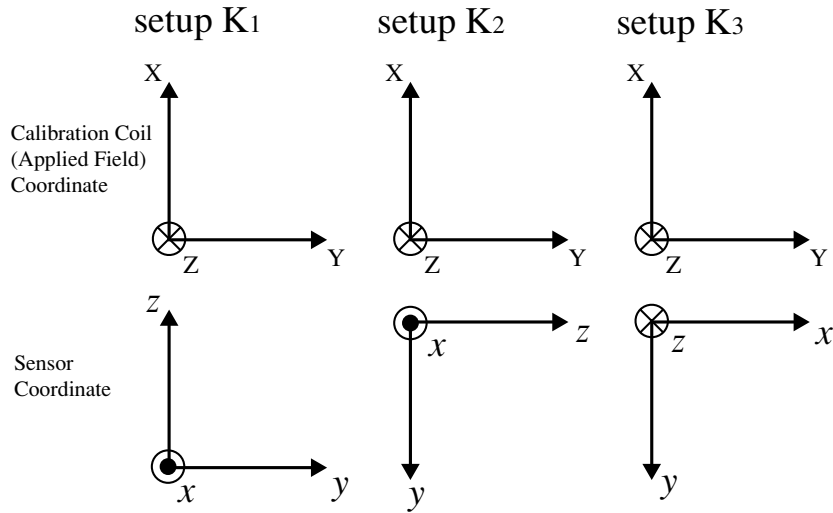 setup K1
setup K2
setup K3
X
X
X
Calibration Coil
(Applied Field)
Coordinate
Z
Y
Z
Y
Z
Y
z
x
z
z
x
Sensor
Coordinate
x
y
y
y